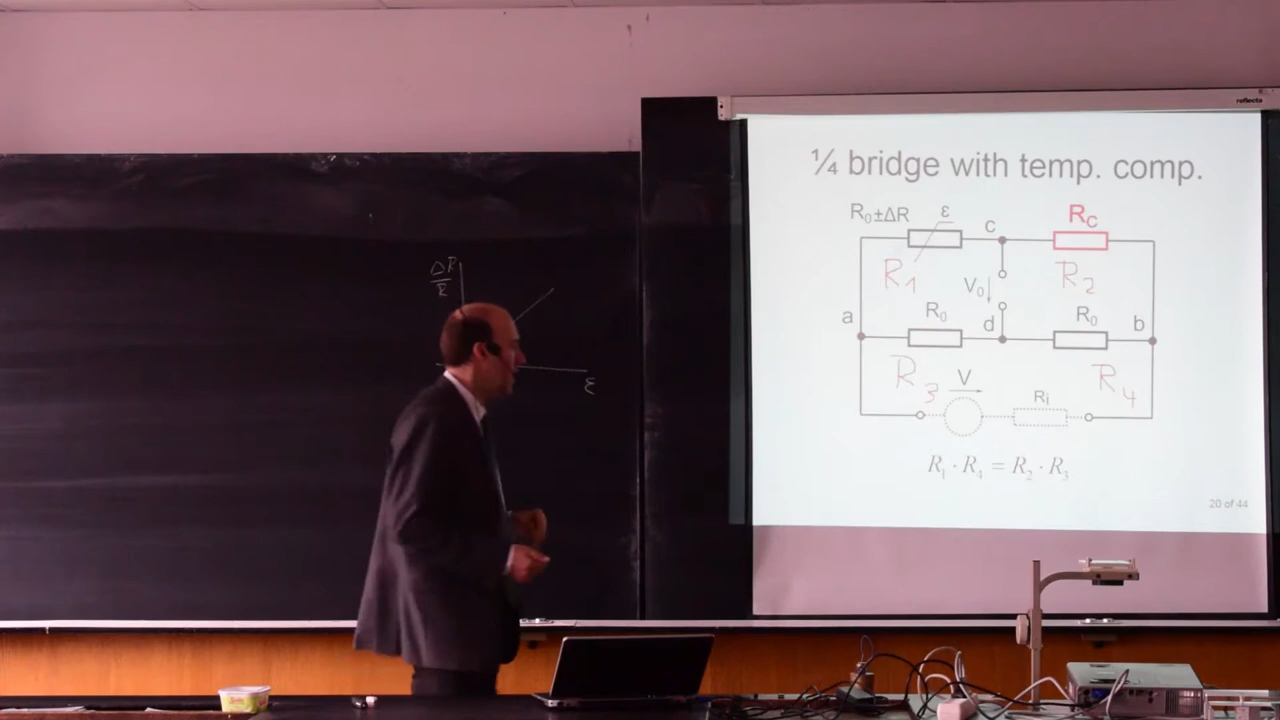 reflecta
¼ bridge with temp. comp.
R₀±ΔR
ε
c
R_C
R₁
V₀
R₂
a
R₀
d
R₀
b
R₃
V
R₄
R_i
R₁ · R₄ = R₂ · R₃
20 of 44
ΔR
R
ε